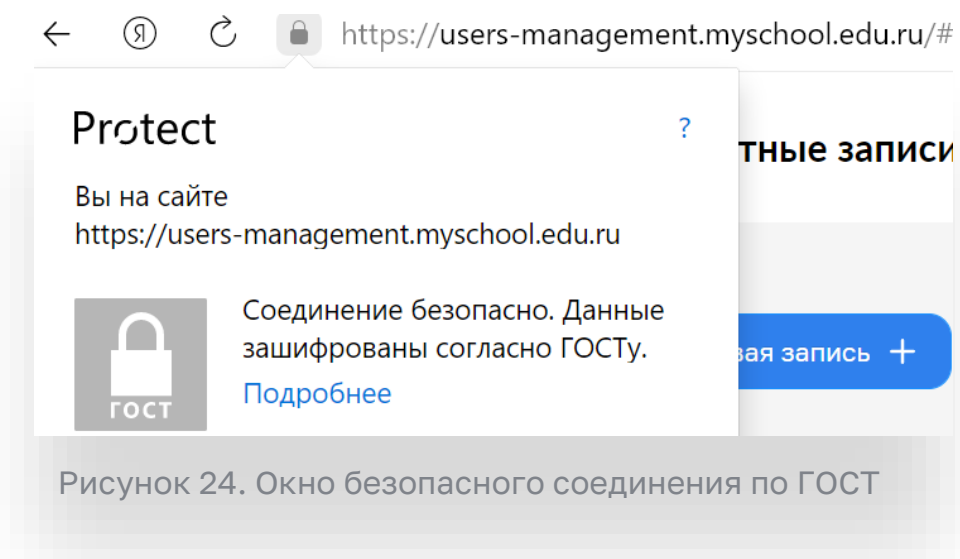 Я https://users-management.myschool.edu.ru/#
Protect ?
тные записи
Вы на сайте
https://users-management.myschool.edu.ru
Соединение безопасно. Данные
зашифрованы согласно ГОСТу.
вая запись +
Подробнее
ГОСТ
Рисунок 24. Окно безопасного соединения по ГОСТ